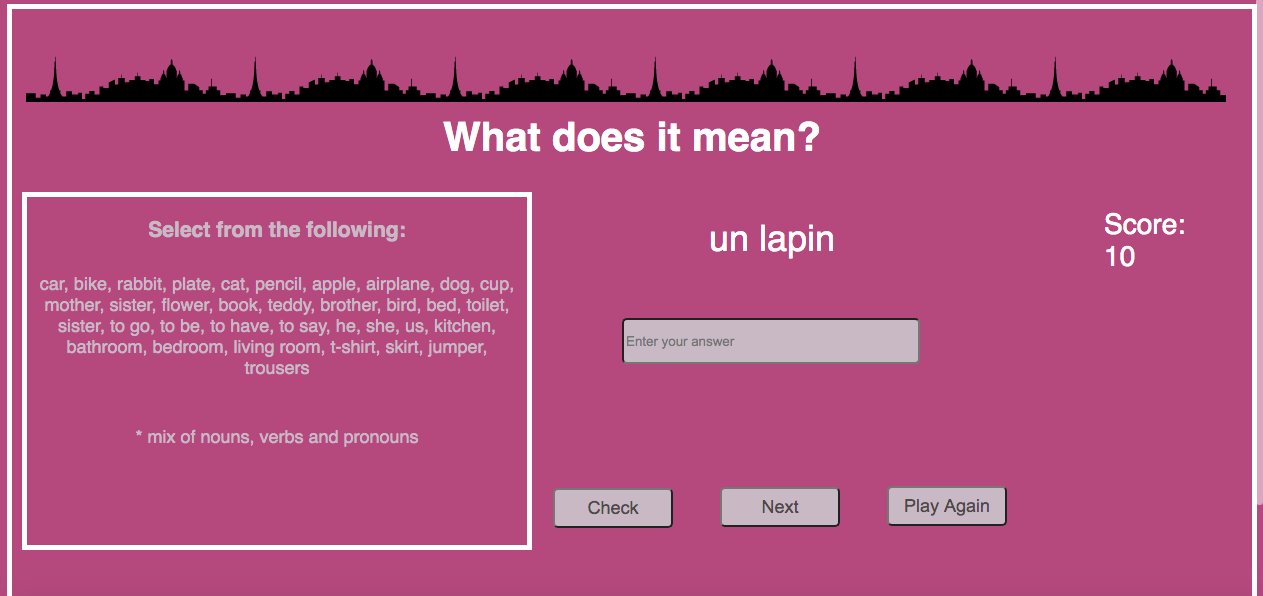 What does it mean?
Select from the following:
car, bike, rabbit, plate, cat, pencil, apple, airplane, dog, cup,
mother, sister, flower, book, teddy, brother, bird, bed, toilet,
sister, to go, to be, to have, to say, he, she, us, kitchen,
bathroom, bedroom, living room, t-shirt, skirt, jumper,
trousers
* mix of nouns, verbs and pronouns
un lapin
Enter your answer
Check
Next
Play Again
Score:
10